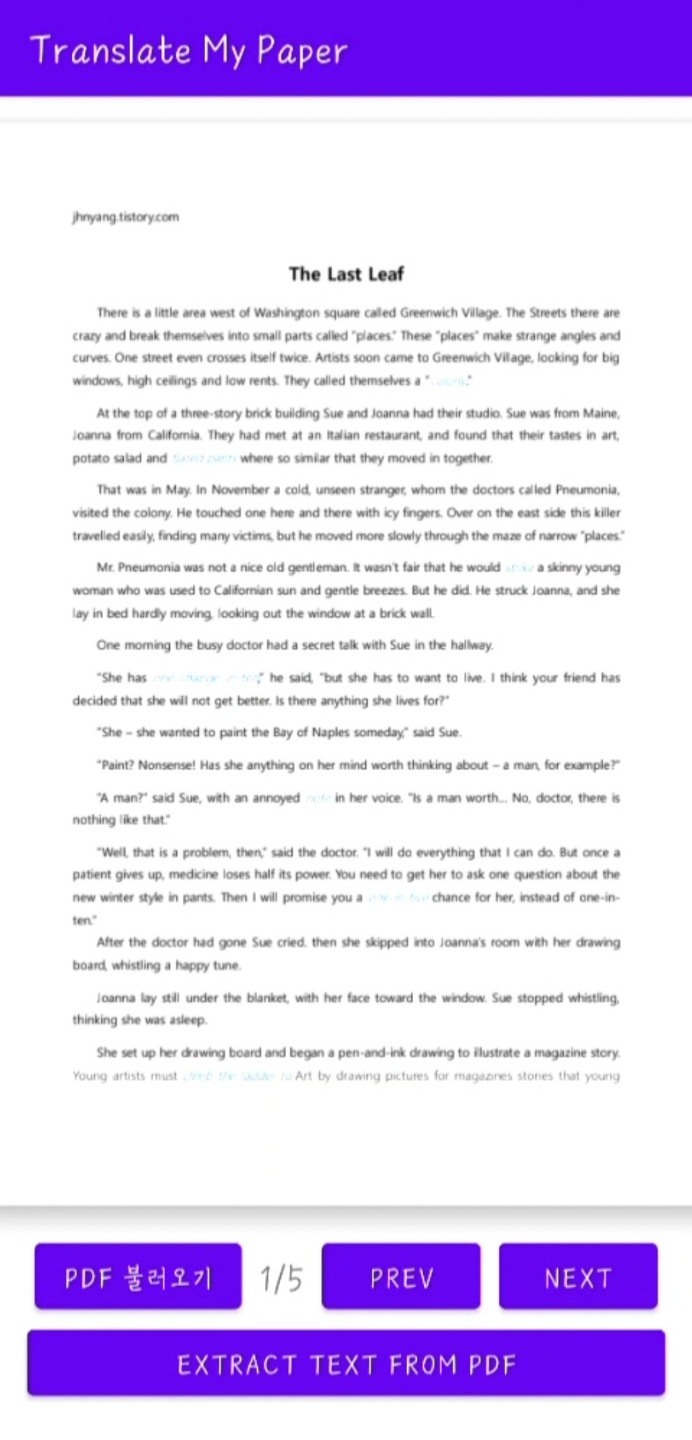 Translate My Paper
jhnyang.tistory.com
The Last Leaf
There is a little area west of Washington square called Greenwich Village. The Streets there are
crazy and break themselves into small parts called "places." These "places" make strange angles and
curves. One street even crosses itself twice. Artists soon came to Greenwich Village, looking for big
windows, high ceilings and low rents. They called themselves a "
At the top of a three-story brick building Sue and Joanna had their studio. Sue was from Maine,
Joanna from California. They had met at an Italian restaurant, and found that their tastes in art,
potato salad and where so similar that they moved in together.
That was in May. In November a cold, unseen stranger, whom the doctors called Pneumonia,
visited the colony. He touched one here and there with icy fingers. Over on the east side this killer
travelled easily, finding many victims, but he moved more slowly through the maze of narrow "places."
Mr. Pneumonia was not a nice old gentleman. It wasn't fair that he would a skinny young
woman who was used to Californian sun and gentle breezes. But he did. He struck Joanna, and she
lay in bed hardly moving, looking out the window at a brick wall.
One morning the busy doctor had a secret talk with Sue in the hallway.
"She has " he said, "but she has to want to live. I think your friend has
decided that she will not get better. Is there anything she lives for?"
"She – she wanted to paint the Bay of Naples someday," said Sue.
"Paint? Nonsense! Has she anything on her mind worth thinking about – a man, for example?"
"A man?" said Sue, with an annoyed in her voice. "Is a man worth... No, doctor, there is
nothing like that."
"Well, that is a problem, then," said the doctor. "I will do everything that I can do. But once a
patient gives up, medicine loses half its power. You need to get her to ask one question about the
new winter style in pants. Then I will promise you a chance for her, instead of one-in-
ten."
After the doctor had gone Sue cried. then she skipped into Joanna's room with her drawing
board, whistling a happy tune.
Joanna lay still under the blanket, with her face toward the window. Sue stopped whistling,
thinking she was asleep.
She set up her drawing board and began a pen-and-ink drawing to illustrate a magazine story.
Young artists must climb the ladder to Art by drawing pictures for magazines stories that young
PDF 불러오기
1/5
PREV
NEXT
EXTRACT TEXT FROM PDF